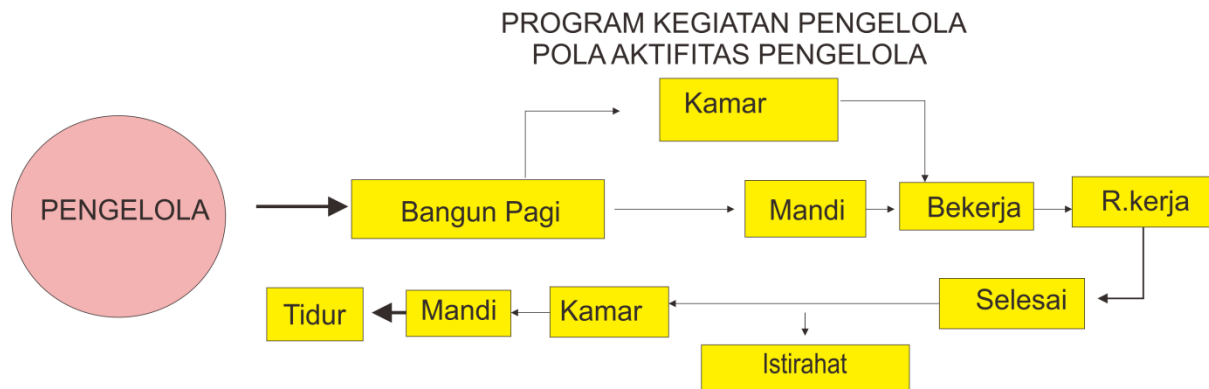 PROGRAM KEGIATAN PENGELOLA
POLA AKTIFITAS PENGELOLA
PENGELOLA
Bangun Pagi
Kamar
Mandi
Bekerja
R.kerja
Selesai
Istirahat
Kamar
Mandi
Tidur